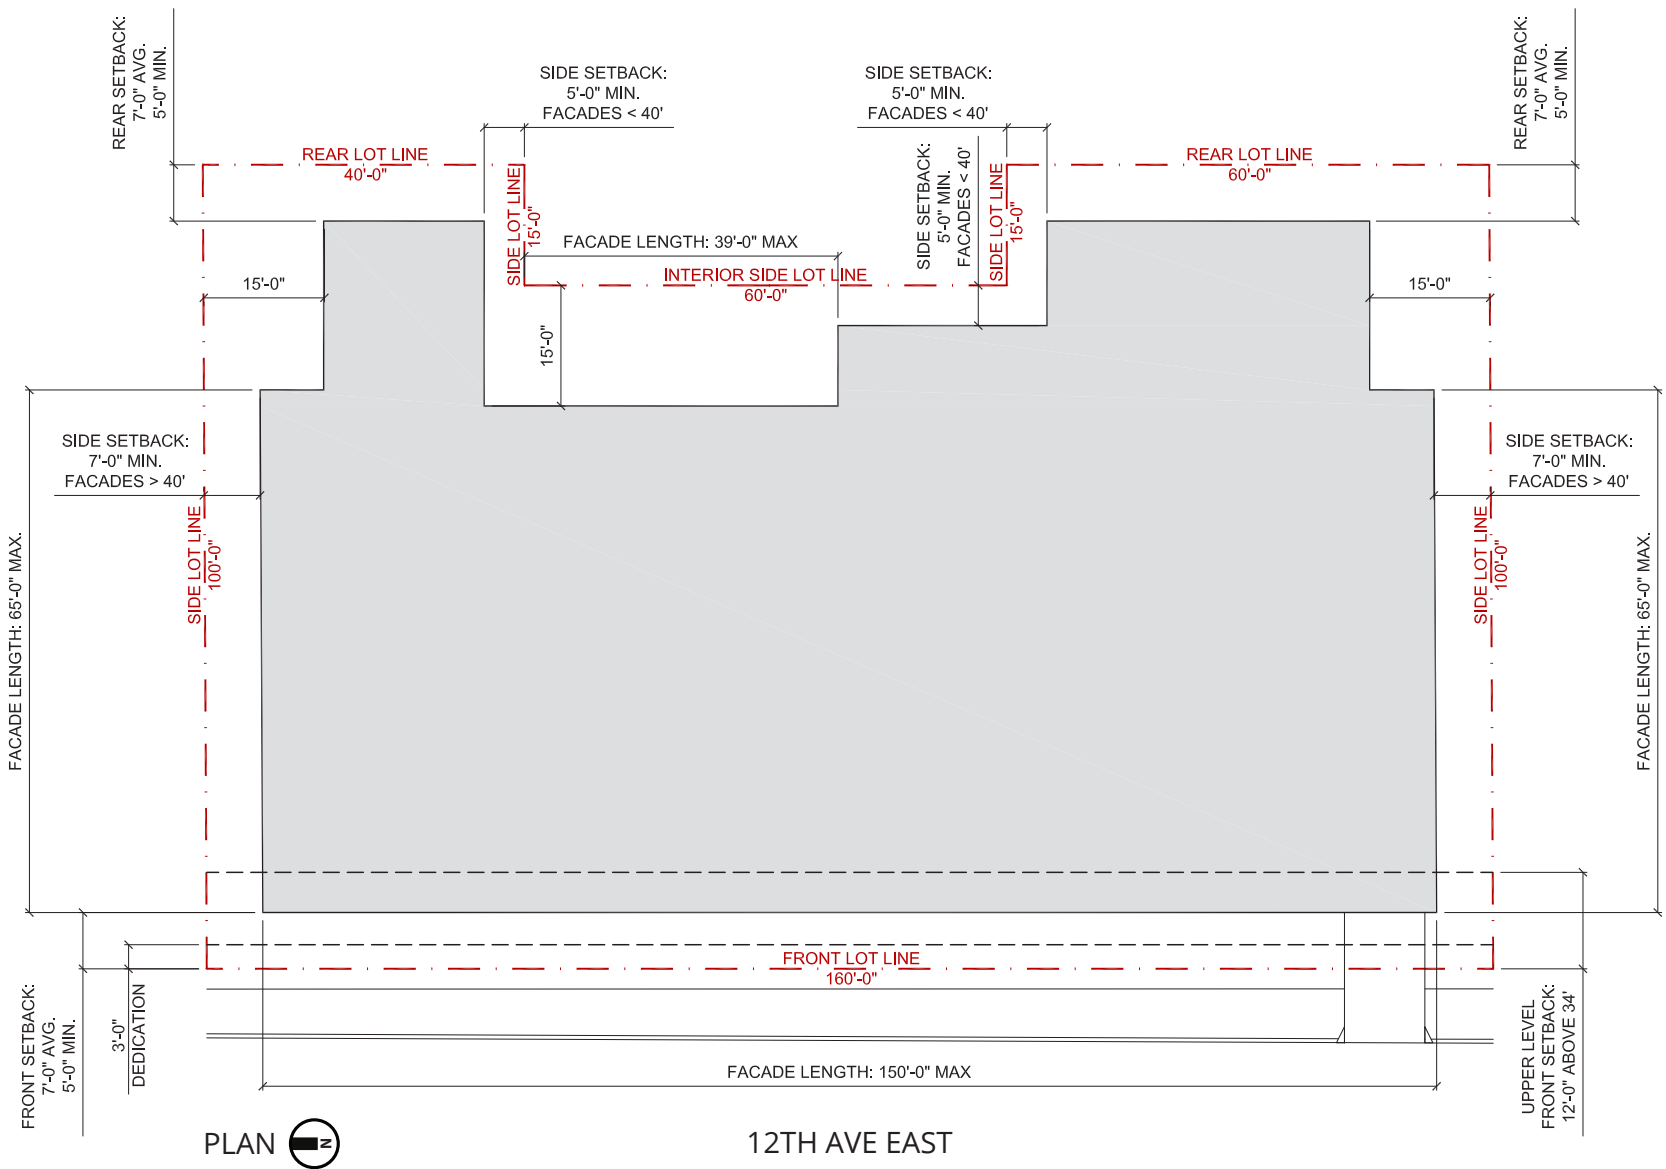 REAR SETBACK:
7'-0" AVG.
5'-0" MIN.
SIDE SETBACK:
5'-0" MIN.
FACADES < 40'
SIDE SETBACK:
5'-0" MIN.
FACADES < 40'
REAR SETBACK:
7'-0" AVG.
5'-0" MIN.
REAR LOT LINE
40'-0"
SIDE LOT LINE
15'-0"
SIDE SETBACK:
5'-0" MIN.
FACADES < 40'
SIDE LOT LINE
15'-0"
REAR LOT LINE
60'-0"
FACADE LENGTH: 39'-0" MAX
INTERIOR SIDE LOT LINE
60'-0"
15'-0"
15'-0"
15'-0"
SIDE SETBACK:
7'-0" MIN.
FACADES > 40'
SIDE SETBACK:
7'-0" MIN.
FACADES > 40'
FACADE LENGTH: 65'-0" MAX.
SIDE LOT LINE
100'-0"
SIDE LOT LINE
100'-0"
FACADE LENGTH: 65'-0" MAX.
FRONT LOT LINE
160'-0"
FRONT SETBACK:
7'-0" AVG.
5'-0" MIN.
3'-0"
DEDICATION
UPPER LEVEL
FRONT SETBACK:
12'-0" ABOVE 34'
FACADE LENGTH: 150'-0" MAX
PLAN
N
12TH AVE EAST